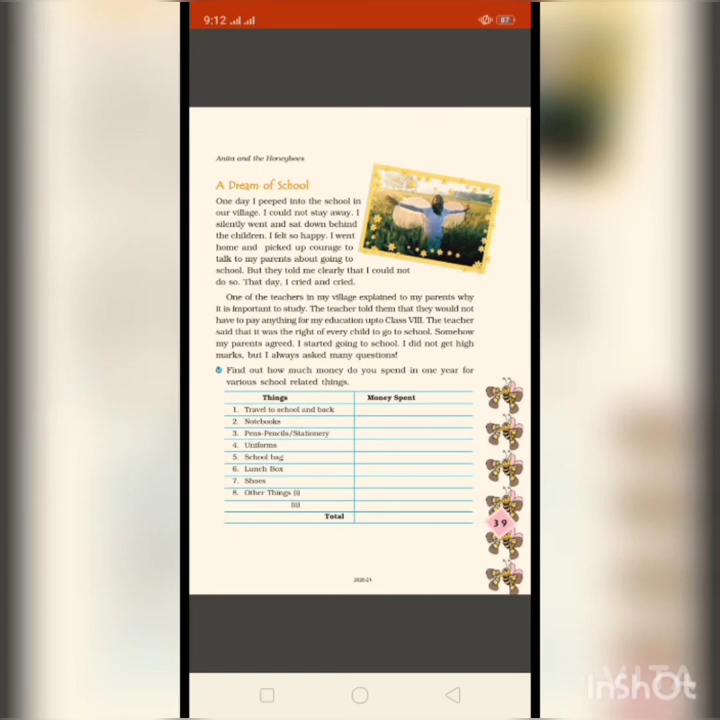 9:12
87
Anita and the Honeybees
A Dream of School
One day I peeped into the school in
our village. I could not stay away. I
silently went and sat down behind
the children. I felt so happy. I went
home and picked up courage to
talk to my parents about going to
school. But they told me clearly that I could not
do so. That day, I cried and cried.
One of the teachers in my village explained to my parents why
it is important to study. The teacher told them that they would not
have to pay anything for my education upto Class VIII. The teacher
said that it was the right of every child to go to school. Somehow
my parents agreed. I started going to school. I did not get high
marks, but I always asked many questions!
Find out how much money do you spend in one year for
various school related things.
Things Money Spent
1. Travel to school and back
2. Notebooks
3. Pens-Pencils/Stationery
4. Uniforms
5. School bag
6. Lunch Box
7. Shoes
8. Other Things (i)
(ii)
Total
39
2020-21
VITA
InShOt